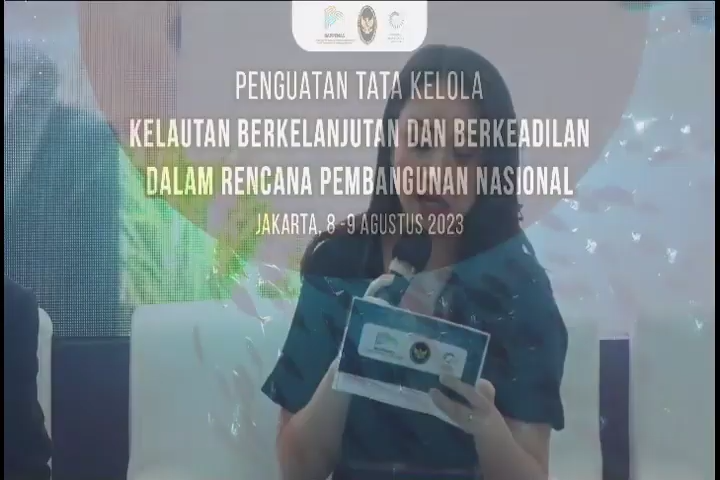 PENGUATAN TATA KELOLA
KELAUTAN BERKELANJUTAN DAN BERKEADILAN
DALAM RENCANA PEMBANGUNAN NASIONAL
JAKARTA, 8 -9 AGUSTUS 2023